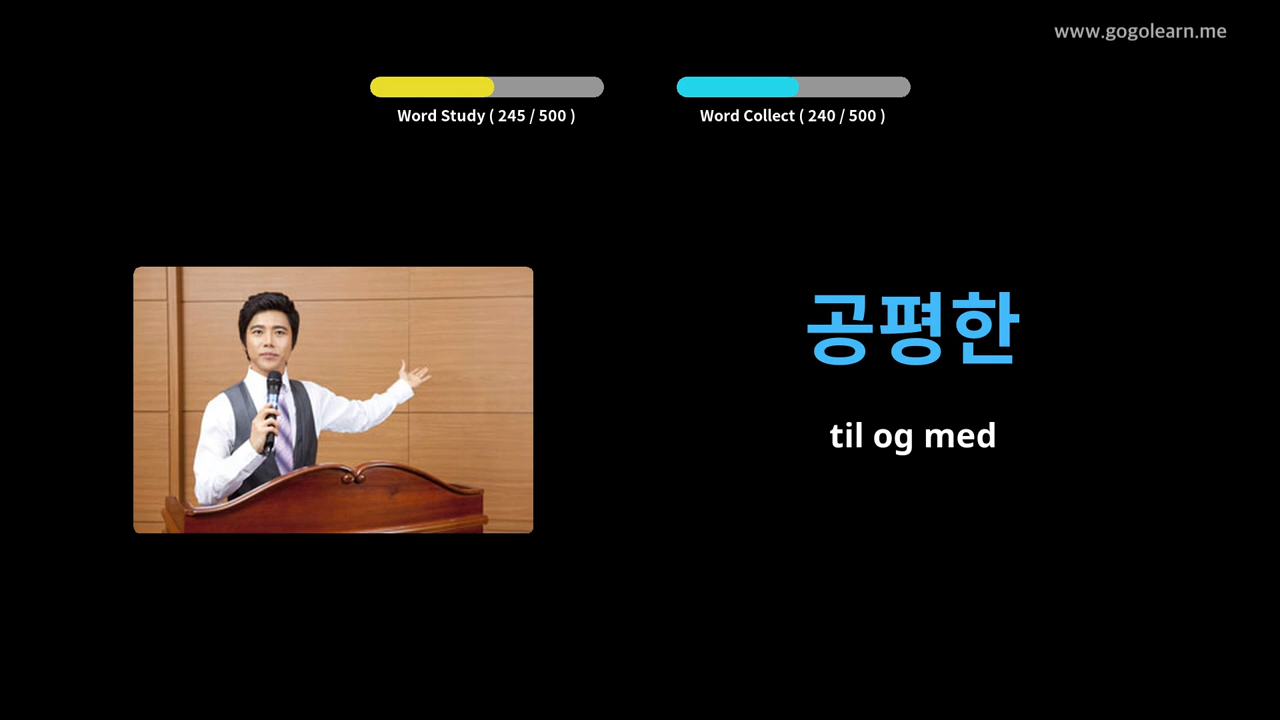 www.gogolearn.me
Word Study ( 245 / 500 )
Word Collect ( 240 / 500 )
공평한
til og med